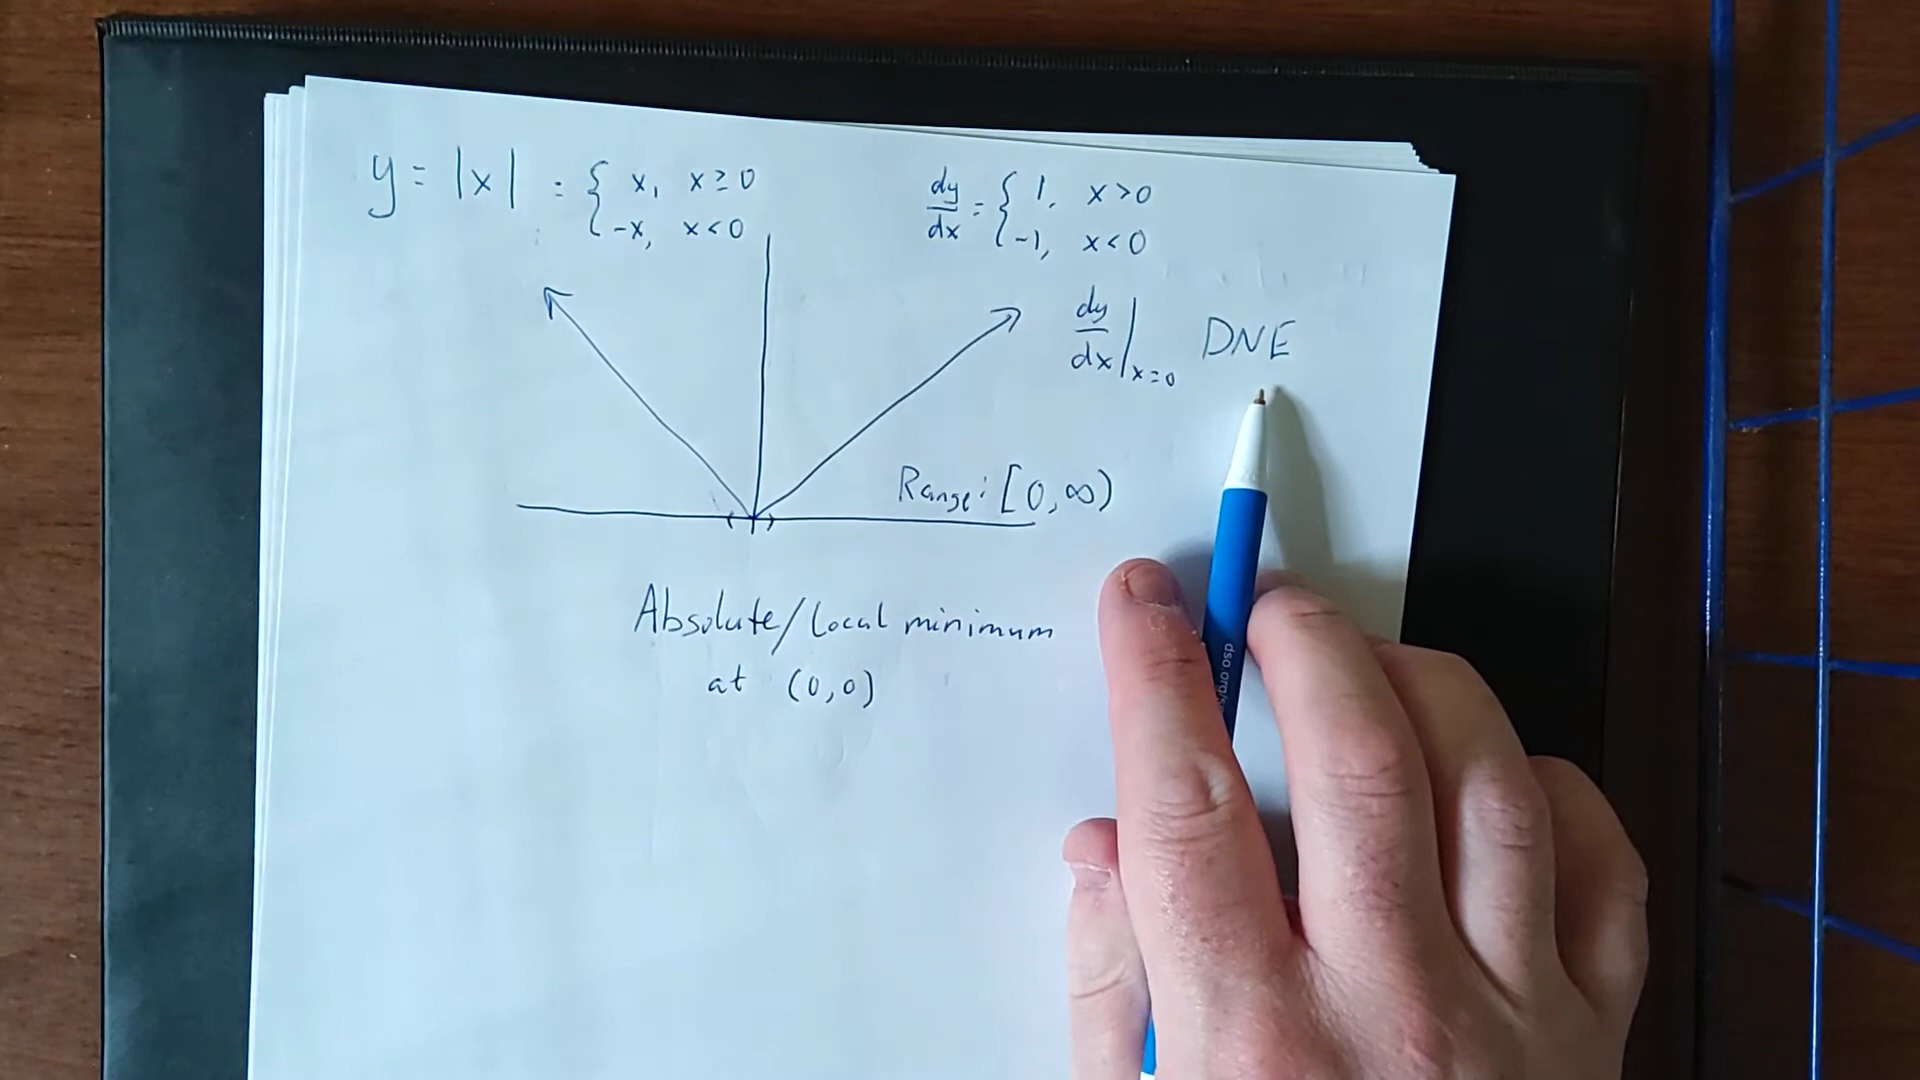 y = |x| = { x, x ≥ 0
-x, x < 0
dy/dx = { 1, x > 0
-1, x < 0
dy/dx |x=0 DNE
Range: [0, ∞)
Absolute/local minimum
at (0,0)